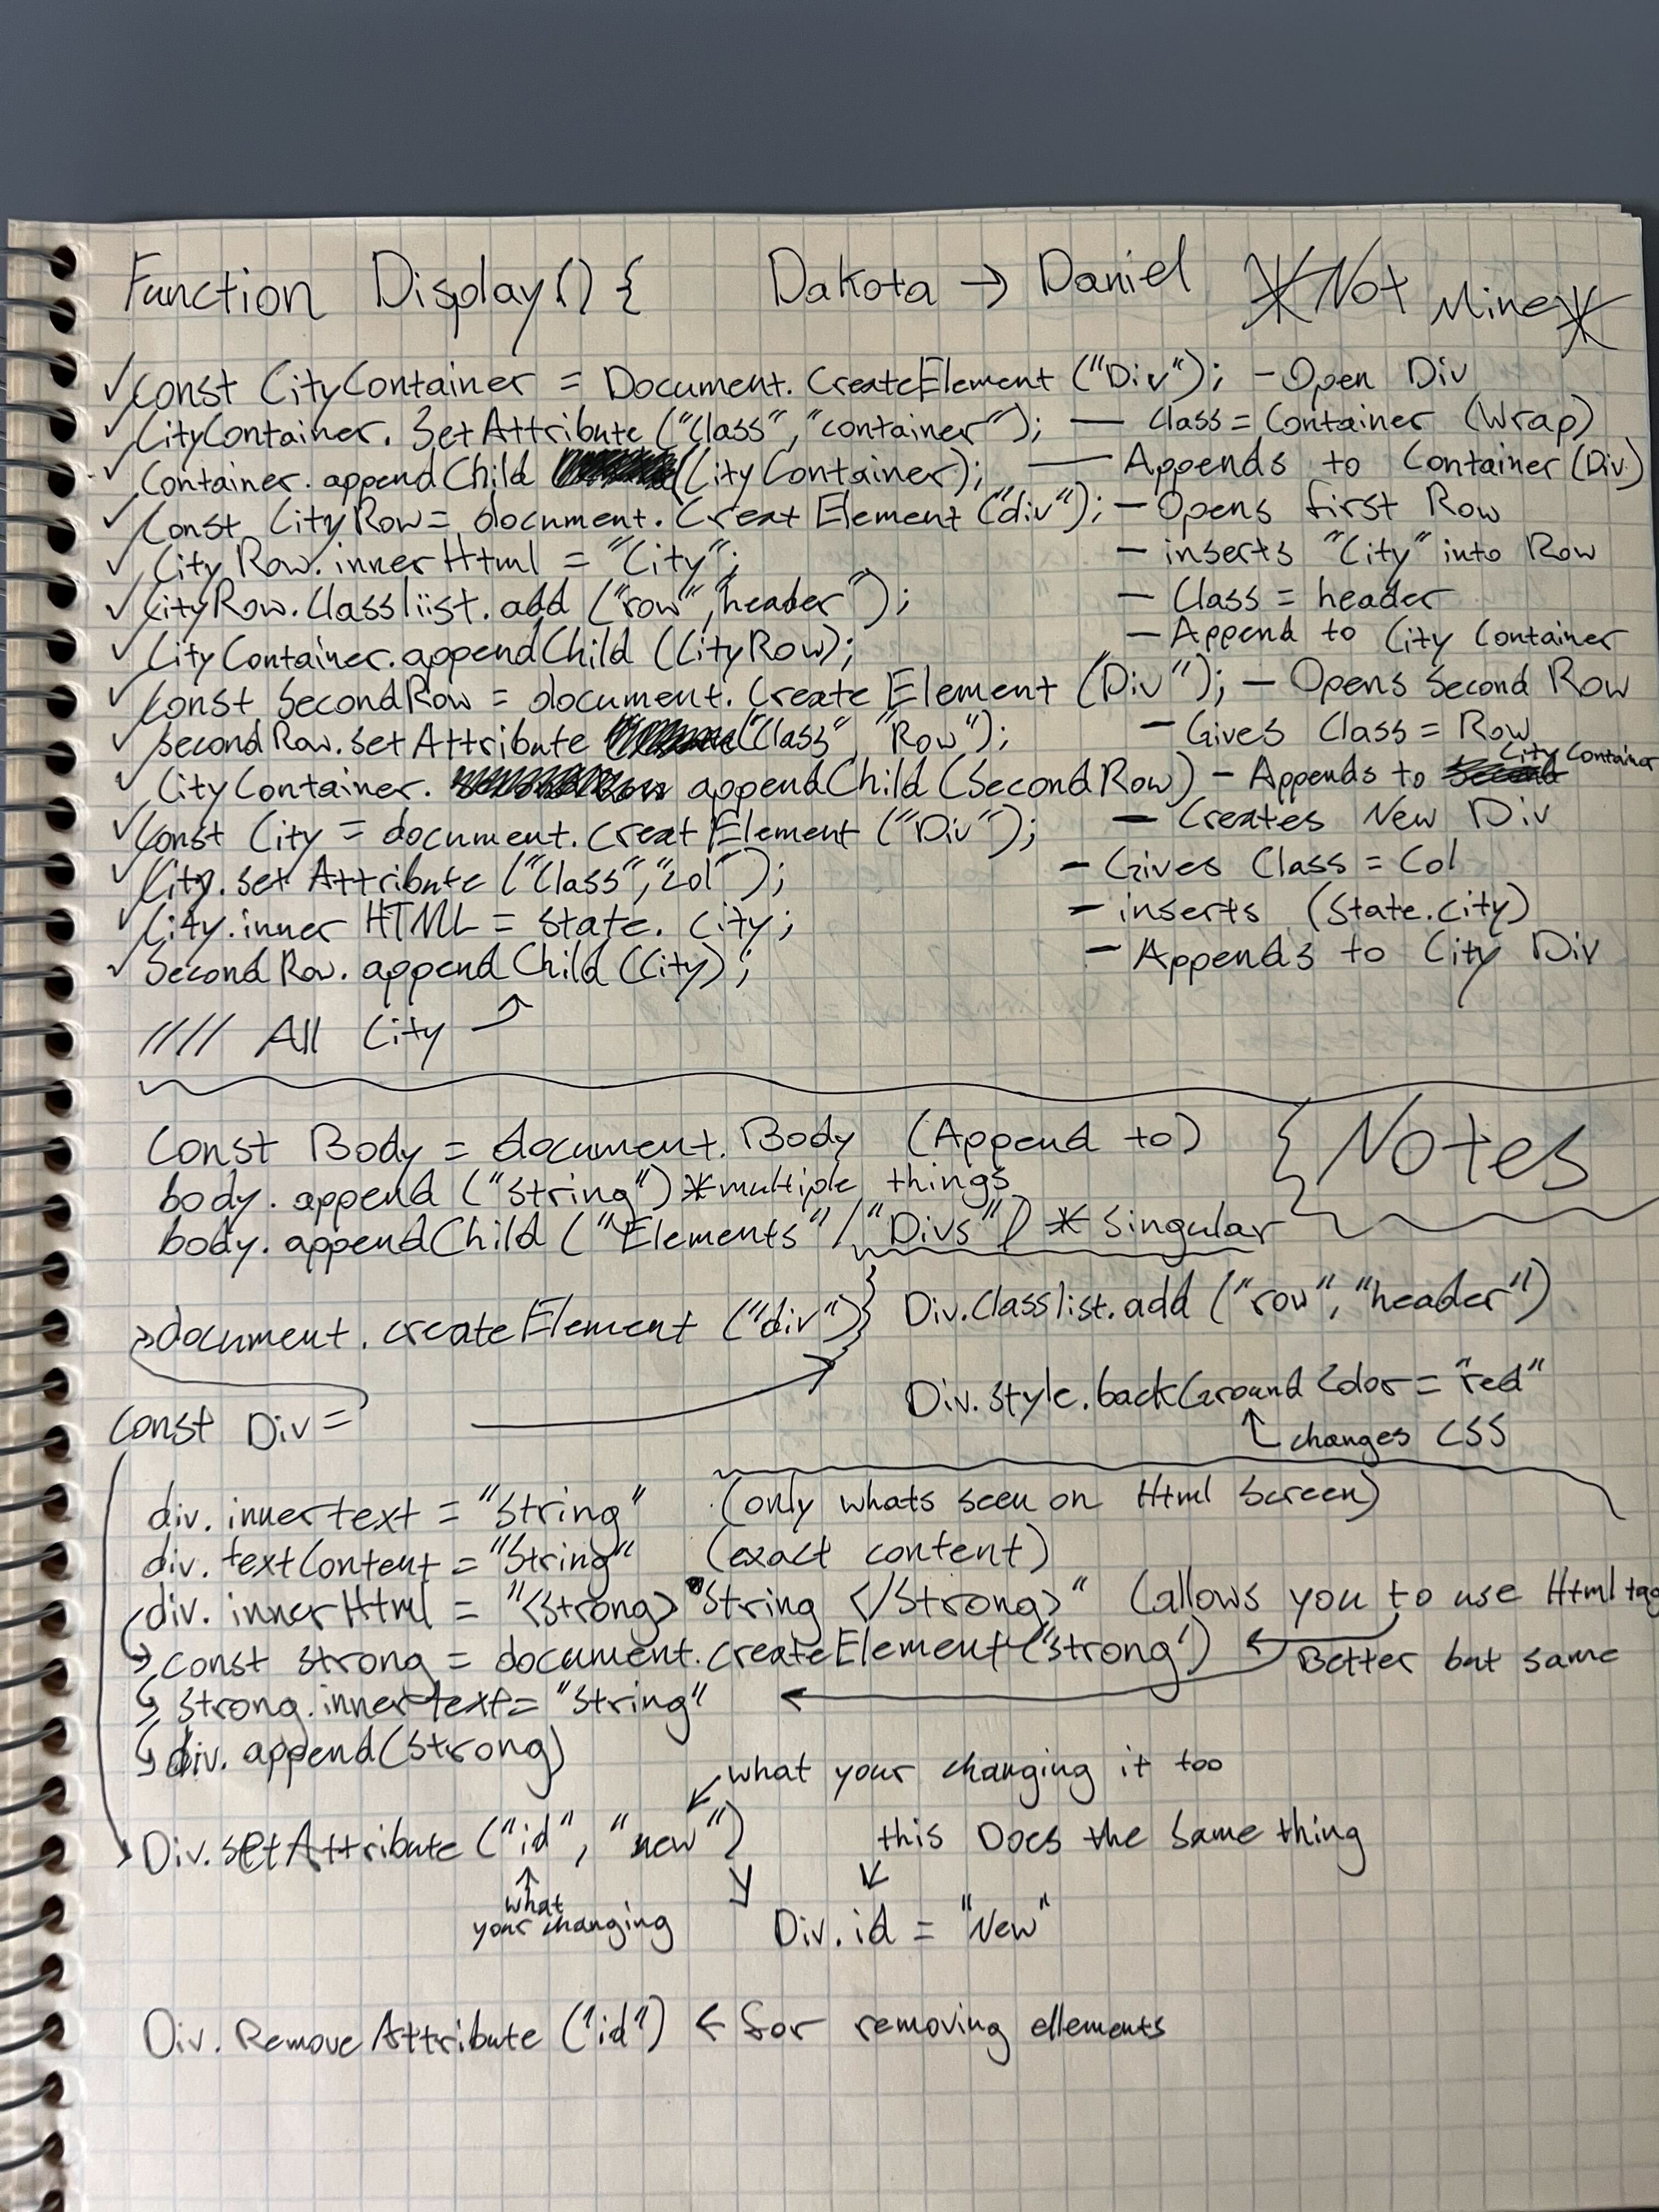 Function Display() { Dakota → Daniel *Not Mine*
✓ Const CityContainer = Document.CreateElement ("Div"); - Open Div
✓ CityContainer.SetAttribute ("Class", "container"); — Class = Container (Wrap)
✓ Container.appendChild (CityContainer); — Appends to Container (Div)
✓ Const CityRow = document.CreatElement ("div"); - Opens first Row
✓ CityRow.innerHtml = "City"; - inserts "City" into Row
✓ CityRow.Classliist.add ("row", header"); - Class = header
✓ CityContainer.appendChild (CityRow); - Append to City Container
✓ Const SecondRow = document.CreateElement (Div"); - Opens Second Row
✓ SecondRow.SetAttribute ("Class", "Row"); - Gives Class = Row
✓ CityContainer. appendChild (SecondRow) - Appends to City Container
✓ Const City = document.CreatElement ("Div"); - Creates New Div
✓ City.SetAttribute ("Class", "Col"); - Gives Class = Col
✓ City.inner HTML = State.City; - inserts (State.City)
✓ SecondRow.appendChild (City); - Appends to City Div
//// All City
Const Body = document.Body (Append to) { Notes
body.append ("String") *multiple things
body.appendChild ("Elements" / "Divs") * Singular
document.createElement ("div") } Div.Classlist.add ("row", "header")
Div.Style.backGround Color = "red"
Const Div = ↑ changes CSS
div.innertext = "String" (only whats seen on Html Screen)
div.textContent = "String" (exact content)
div.innerHtml = "<Strong> String </Strong>" (allows you to use Html tag
const strong = document.createElement('strong') ← Better but same
strong.innertext = "String" ←
div.append(Strong)
what your changing it too
Div.setAttribute ("id", "new") this Does the Same thing
↑ what
your changing Div.id = "New"
Div.RemoveAttribute ("id") ← for removing ellements